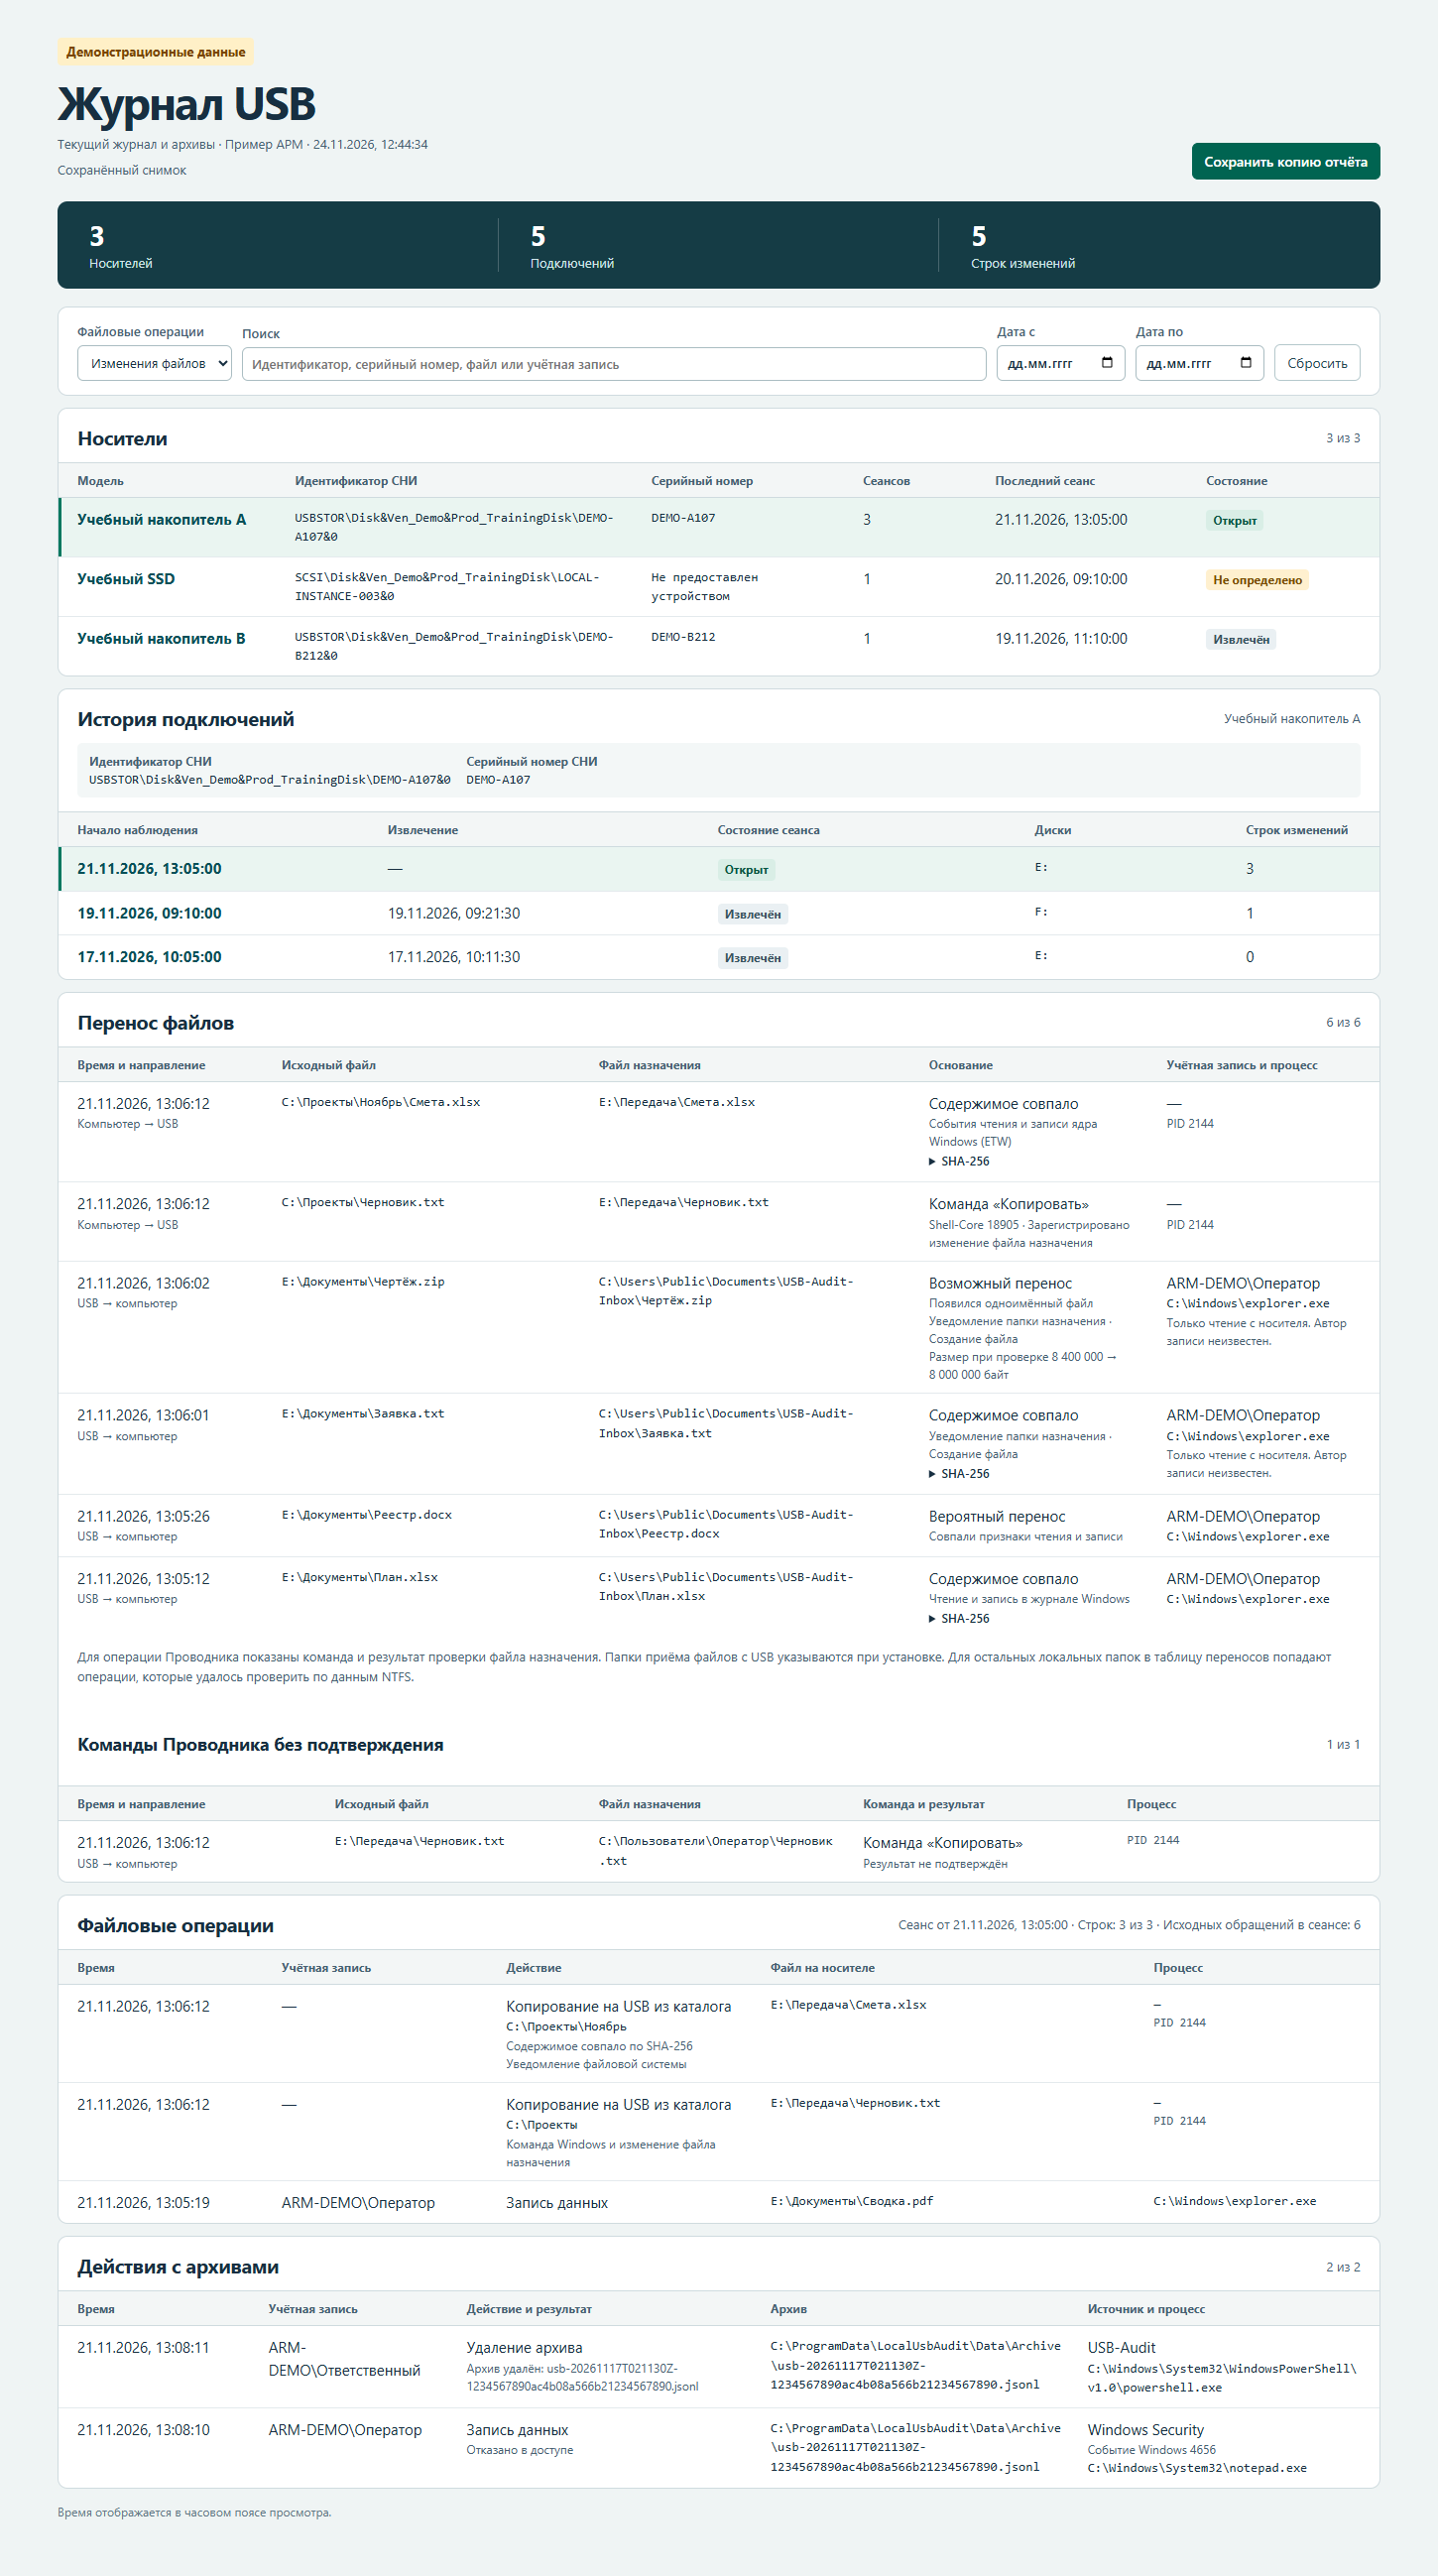 Демонстрационные данные
Журнал USB
Текущий журнал и архивы · Пример АРМ · 24.11.2026, 12:44:34
Сохранённый снимок
Сохранить копию отчёта
3
Носителей
5
Подключений
5
Строк изменений
Файловые операции
Изменения файлов
Поиск
Идентификатор, серийный номер, файл или учётная запись
Дата с
дд.мм.гггг
Дата по
дд.мм.гггг
Сбросить
Носители
3 из 3
Модель Идентификатор СНИ Серийный номер Сеансов Последний сеанс Состояние
Учебный накопитель A
USBSTOR\Disk&Ven_Demo&Prod_TrainingDisk\DEMO-
A107&0
DEMO-A107
3
21.11.2026, 13:05:00
Открыт
Учебный SSD
SCSI\Disk&Ven_Demo&Prod_TrainingDisk\LOCAL-
INSTANCE-003&0
Не предоставлен
устройством
1
20.11.2026, 09:10:00
Не определено
Учебный накопитель B
USBSTOR\Disk&Ven_Demo&Prod_TrainingDisk\DEMO-
B212&0
DEMO-B212
1
19.11.2026, 11:10:00
Извлечён
История подключений
Учебный накопитель A
Идентификатор СНИ
USBSTOR\Disk&Ven_Demo&Prod_TrainingDisk\DEMO-A107&0
Серийный номер СНИ
DEMO-A107
Начало наблюдения Извлечение Состояние сеанса Диски Строк изменений
21.11.2026, 13:05:00 — Открыт E: 3
19.11.2026, 09:10:00 19.11.2026, 09:21:30 Извлечён F: 1
17.11.2026, 10:05:00 17.11.2026, 10:11:30 Извлечён E: 0
Перенос файлов
6 из 6
Время и направление Исходный файл Файл назначения Основание Учётная запись и процесс
21.11.2026, 13:06:12
Компьютер → USB
C:\Проекты\Ноябрь\Смета.xlsx
E:\Передача\Смета.xlsx
Содержимое совпало
События чтения и записи ядра
Windows (ETW)
▶ SHA-256
—
PID 2144
21.11.2026, 13:06:12
Компьютер → USB
C:\Проекты\Черновик.txt
E:\Передача\Черновик.txt
Команда «Копировать»
Shell-Core 18905 · Зарегистрировано
изменение файла назначения
—
PID 2144
21.11.2026, 13:06:02
USB → компьютер
E:\Документы\Чертёж.zip
C:\Users\Public\Documents\USB-Audit-
Inbox\Чертёж.zip
Возможный перенос
Появился одноимённый файл
Уведомление папки назначения ·
Создание файла
Размер при проверке 8 400 000 →
8 000 000 байт
ARM-DEMO\Оператор
C:\Windows\explorer.exe
Только чтение с носителя. Автор
записи неизвестен.
21.11.2026, 13:06:01
USB → компьютер
E:\Документы\Заявка.txt
C:\Users\Public\Documents\USB-Audit-
Inbox\Заявка.txt
Содержимое совпало
Уведомление папки назначения ·
Создание файла
▶ SHA-256
ARM-DEMO\Оператор
C:\Windows\explorer.exe
Только чтение с носителя. Автор
записи неизвестен.
21.11.2026, 13:05:26
USB → компьютер
E:\Документы\Реестр.docx
C:\Users\Public\Documents\USB-Audit-
Inbox\Реестр.docx
Вероятный перенос
Совпали признаки чтения и записи
ARM-DEMO\Оператор
C:\Windows\explorer.exe
21.11.2026, 13:05:12
USB → компьютер
E:\Документы\План.xlsx
C:\Users\Public\Documents\USB-Audit-
Inbox\План.xlsx
Содержимое совпало
Чтение и запись в журнале Windows
▶ SHA-256
ARM-DEMO\Оператор
C:\Windows\explorer.exe
Для операции Проводника показаны команда и результат проверки файла назначения. Папки приёма файлов с USB указываются при установке. Для остальных локальных папок в таблицу переносов попадают
операции, которые удалось проверить по данным NTFS.
Команды Проводника без подтверждения
1 из 1
Время и направление Исходный файл Файл назначения Команда и результат Процесс
21.11.2026, 13:06:12
USB → компьютер
E:\Передача\Черновик.txt
C:\Пользователи\Оператор\Черновик
.txt
Команда «Копировать»
Результат не подтверждён
PID 2144
Файловые операции
Сеанс от 21.11.2026, 13:05:00 · Строк: 3 из 3 · Исходных обращений в сеансе: 6
Время Учётная запись Действие Файл на носителе Процесс
21.11.2026, 13:06:12
—
Копирование на USB из каталога
C:\Проекты\Ноябрь
Содержимое совпало по SHA-256
Уведомление файловой системы
E:\Передача\Смета.xlsx
—
PID 2144
21.11.2026, 13:06:12
—
Копирование на USB из каталога
C:\Проекты
Команда Windows и изменение файла
назначения
E:\Передача\Черновик.txt
—
PID 2144
21.11.2026, 13:05:19
ARM-DEMO\Оператор
Запись данных
E:\Документы\Сводка.pdf
C:\Windows\explorer.exe
Действия с архивами
2 из 2
Время Учётная запись Действие и результат Архив Источник и процесс
21.11.2026, 13:08:11
ARM-
DEMO\Ответственный
Удаление архива
Архив удалён: usb-20261117T021130Z-
1234567890ac4b08a566b21234567890.jsonl
C:\ProgramData\LocalUsbAudit\Data\Archive
\usb-20261117T021130Z-
1234567890ac4b08a566b21234567890.jsonl
USB-Audit
C:\Windows\System32\WindowsPowerShell\
v1.0\powershell.exe
21.11.2026, 13:08:10
ARM-DEMO\Оператор
Запись данных
Отказано в доступе
C:\ProgramData\LocalUsbAudit\Data\Archive
\usb-20261117T021130Z-
1234567890ac4b08a566b21234567890.jsonl
Windows Security
Событие Windows 4656
C:\Windows\System32\notepad.exe
Время отображается в часовом поясе просмотра.